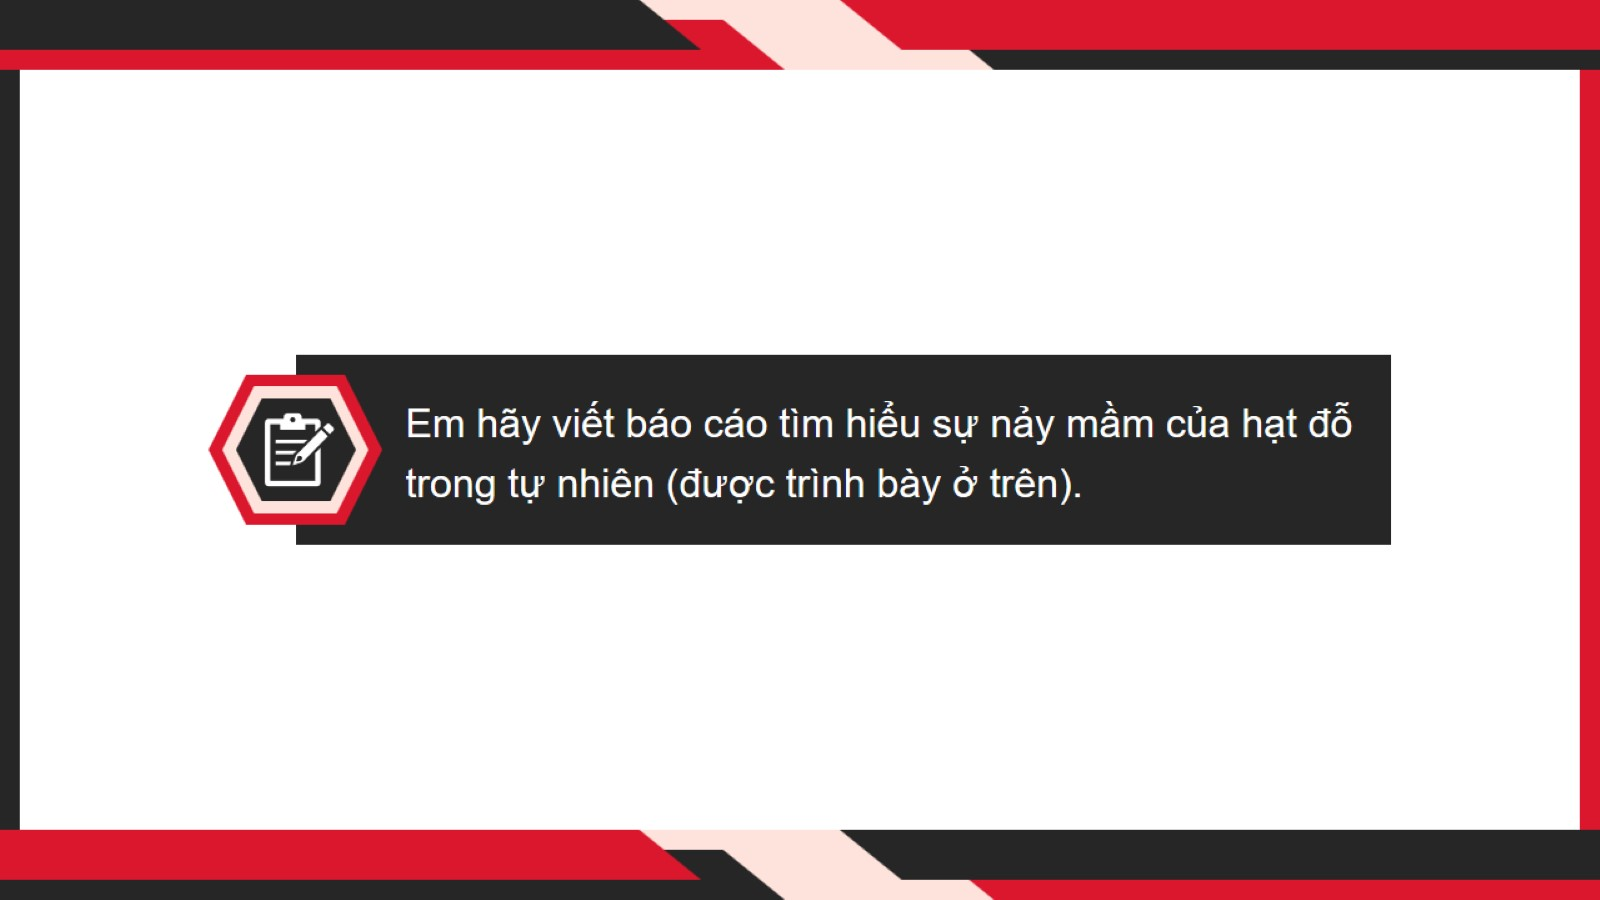 Em hãy viết báo cáo tìm hiểu sự nảy mầm của hạt đỗ
trong tự nhiên (được trình bày ở trên).